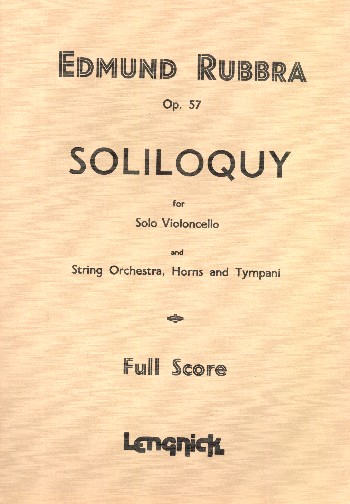 EDMUND RUBBRA
Op. 57
SOLILOQUY
for
Solo Violoncello
and
String Orchestra, Horns and Tympani
Full Score
Lengnick